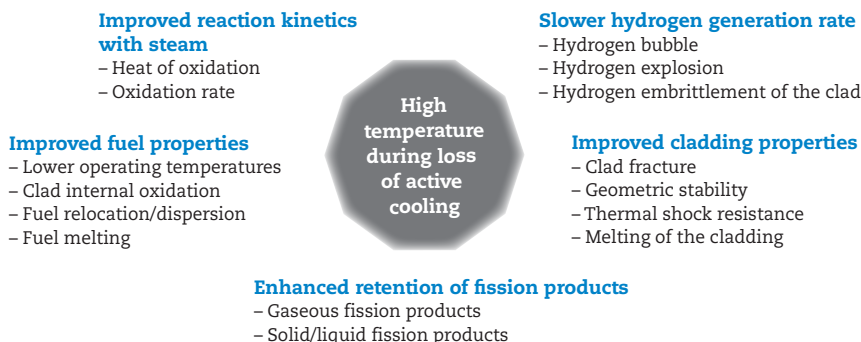 Improved reaction kinetics
with steam
– Heat of oxidation
– Oxidation rate
Slower hydrogen generation rate
– Hydrogen bubble
– Hydrogen explosion
– Hydrogen embrittlement of the clad
High
temperature
during loss
of active
cooling
Improved fuel properties
– Lower operating temperatures
– Clad internal oxidation
– Fuel relocation/dispersion
– Fuel melting
Improved cladding properties
– Clad fracture
– Geometric stability
– Thermal shock resistance
– Melting of the cladding
Enhanced retention of fission products
– Gaseous fission products
– Solid/liquid fission products